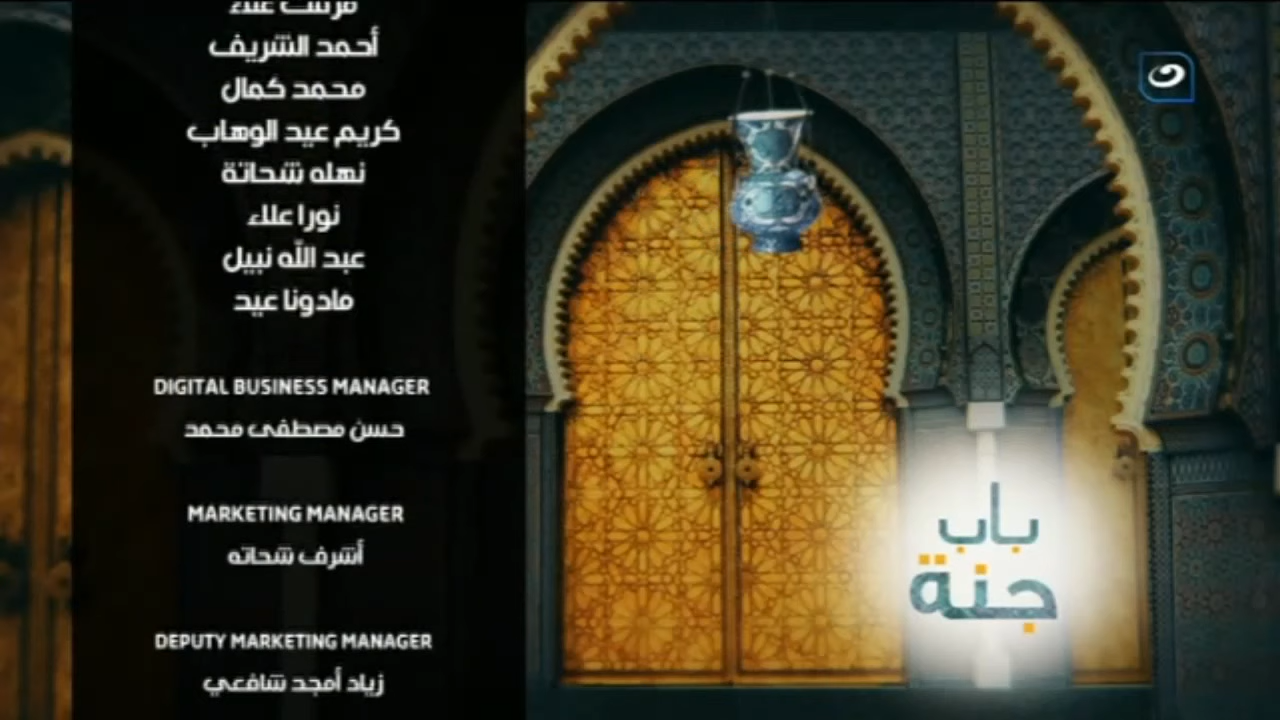 علاء
أحمد الشريف
محمد كمال
كريم عبد الوهاب
نهله شحاتة
نورا علاء
عبد الله نبيل
مادونا عيد
DIGITAL BUSINESS MANAGER
حسن مصطفى محمد
MARKETING MANAGER
أشرف شحاته
DEPUTY MARKETING MANAGER
زياد أمجد شافعي
باب
جنة